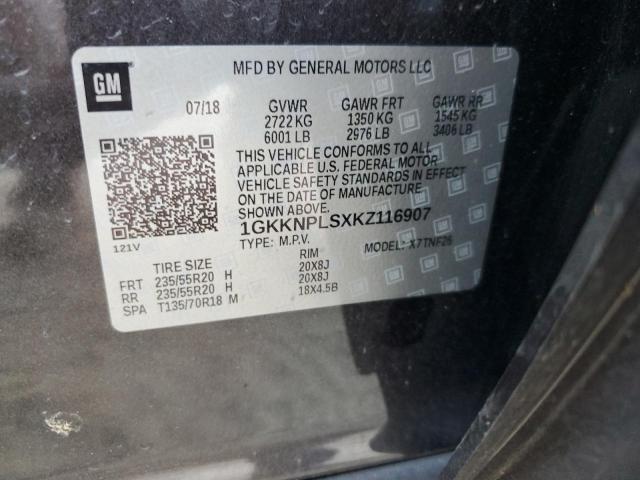 GM
MFD BY GENERAL MOTORS LLC
07/18 GVWR GAWR FRT GAWR RR
2722 KG 1350 KG 1545 KG
6001 LB 2976 LB 3406 LB
THIS VEHICLE CONFORMS TO ALL
APPLICABLE U.S. FEDERAL MOTOR
VEHICLE SAFETY STANDARDS IN EFFECT
ON THE DATE OF MANUFACTURE
SHOWN ABOVE.
1GKKNPLSXKZ116907
121V
TYPE: M.P.V. MODEL: X7TNF26
TIRE SIZE RIM
FRT 235/55R20 H 20X8J
RR 235/55R20 H 20X8J
SPA T135/70R18 M 18X4.5B